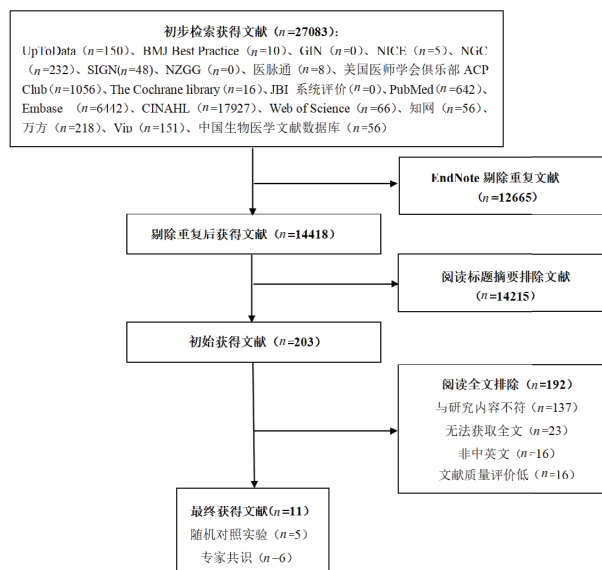 初步检索获得文献（n=27083）：
UpToData（n=150）、BMJ Best Practice（n=10）、GIN（n=0）、NICE（n=5）、NGC
（n=232）、SIGN(n=48)、NZGG（n=0）、医脉通（n=8）、美国医师学会俱乐部 ACP
Club（n=1056）、The Cochrane library（n=16）、JBI 系统评价（n=0）、PubMed（n=642）、
Embase （n=6442）、CINAHL（n=17927）、Web of Science（n=66）、知网（n=56）、
万方（n=218）、Vip（n=151）、中国生物医学文献数据库（n=56）
EndNote 剔除重复文献
（n=12665）
剔除重复后获得文献（n=14418）
阅读标题摘要排除文献
（n=14215）
初始获得文献（n=203）
阅读全文排除（n=192）
与研究内容不符（n=137）
无法获取全文（n=23）
非中英文（n=16）
文献质量评价低（n=16）
最终获得文献(n=11）
随机对照实验（n=5）
专家共识（n=6）